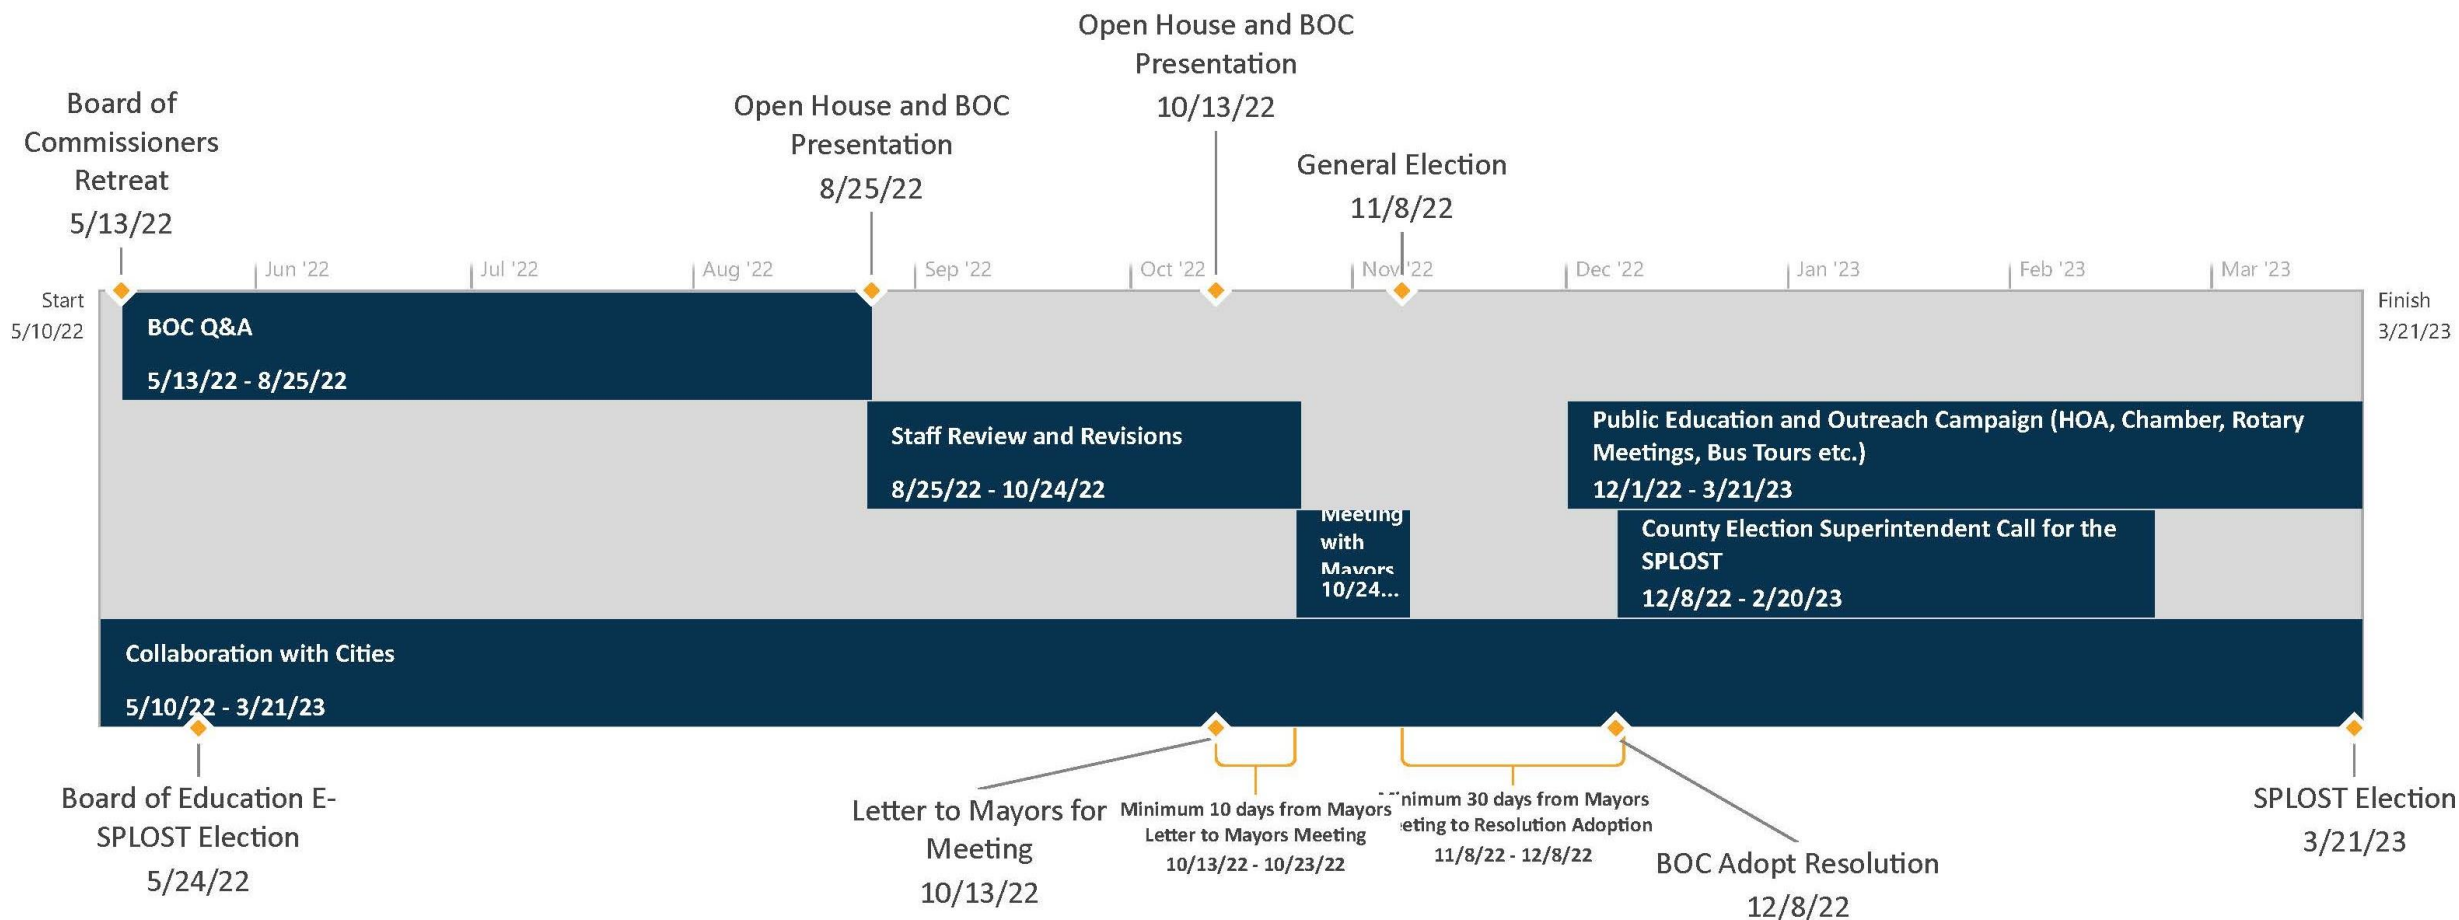 Open House and BOC
Presentation
10/13/22
Board of
Commissioners
Retreat
5/13/22
Open House and BOC
Presentation
8/25/22
General Election
11/8/22
Jun '22
Jul '22
Aug '22
Sep '22
Oct '22
Nov '22
Dec '22
Jan '23
Feb '23
Mar '23
Start
5/10/22
Finish
3/21/23
BOC Q&A
5/13/22 - 8/25/22
Staff Review and Revisions
8/25/22 - 10/24/22
Public Education and Outreach Campaign (HOA, Chamber, Rotary
Meetings, Bus Tours etc.)
12/1/22 - 3/21/23
Meeting
with
Mayors
10/24...
County Election Superintendent Call for the
SPLOST
12/8/22 - 2/20/23
Collaboration with Cities
5/10/22 - 3/21/23
Board of Education E-
SPLOST Election
5/24/22
Letter to Mayors for
Meeting
10/13/22
Minimum 10 days from Mayors
Letter to Mayors Meeting
10/13/22 - 10/23/22
nimum 30 days from Mayors
eting to Resolution Adoption
11/8/22 - 12/8/22
BOC Adopt Resolution
12/8/22
SPLOST Election
3/21/23